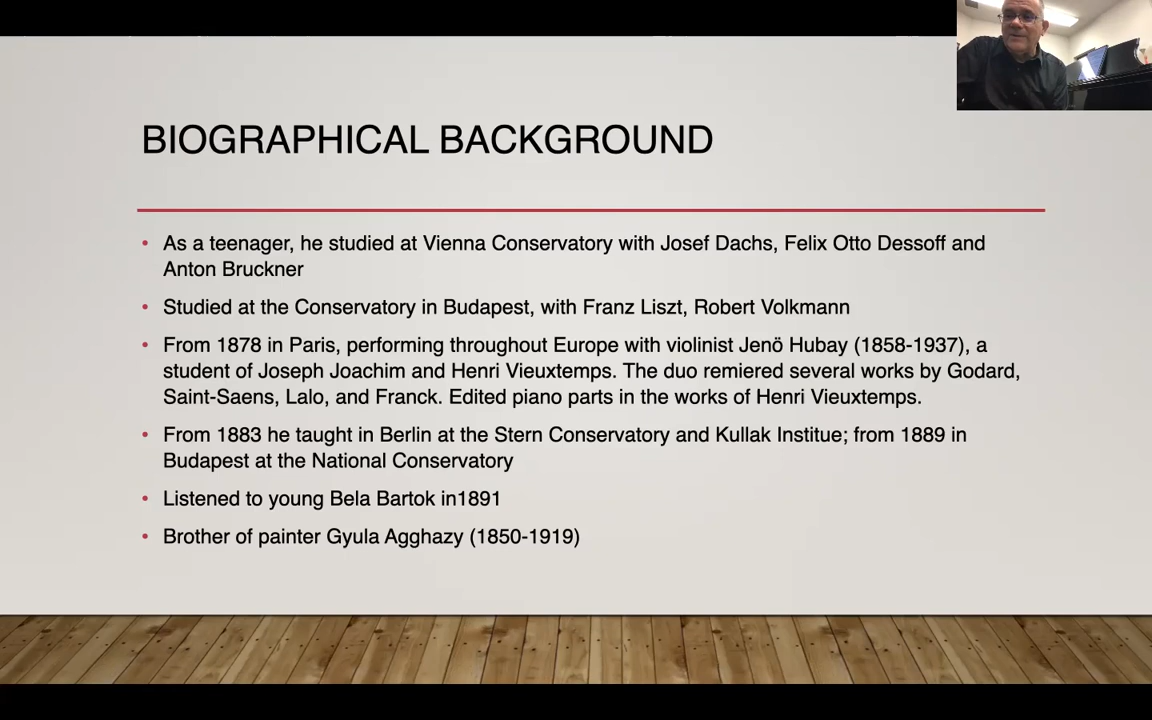 BIOGRAPHICAL BACKGROUND
• As a teenager, he studied at Vienna Conservatory with Josef Dachs, Felix Otto Dessoff and
Anton Bruckner
• Studied at the Conservatory in Budapest, with Franz Liszt, Robert Volkmann
• From 1878 in Paris, performing throughout Europe with violinist Jenö Hubay (1858-1937), a
student of Joseph Joachim and Henri Vieuxtemps. The duo remiered several works by Godard,
Saint-Saens, Lalo, and Franck. Edited piano parts in the works of Henri Vieuxtemps.
• From 1883 he taught in Berlin at the Stern Conservatory and Kullak Institue; from 1889 in
Budapest at the National Conservatory
• Listened to young Bela Bartok in1891
• Brother of painter Gyula Agghazy (1850-1919)